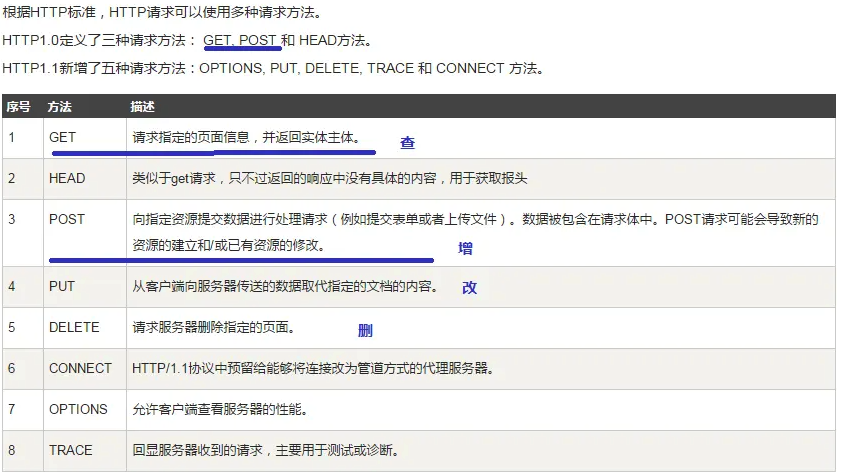 根据HTTP标准，HTTP请求可以使用多种请求方法。
HTTP1.0定义了三种请求方法： GET, POST 和 HEAD方法。
HTTP1.1新增了五种请求方法：OPTIONS, PUT, DELETE, TRACE 和 CONNECT 方法。
序号 方法 描述
1 GET 请求指定的页面信息，并返回实体主体。 查
2 HEAD 类似于get请求，只不过返回的响应中没有具体的内容，用于获取报头
3 POST 向指定资源提交数据进行处理请求（例如提交表单或者上传文件）。数据被包含在请求体中。POST请求可能会导致新的
资源的建立和/或已有资源的修改。 增
4 PUT 从客户端向服务器传送的数据取代指定的文档的内容。 改
5 DELETE 请求服务器删除指定的页面。 删
6 CONNECT HTTP/1.1协议中预留给能够将连接改为管道方式的代理服务器。
7 OPTIONS 允许客户端查看服务器的性能。
8 TRACE 回显服务器收到的请求，主要用于测试或诊断。